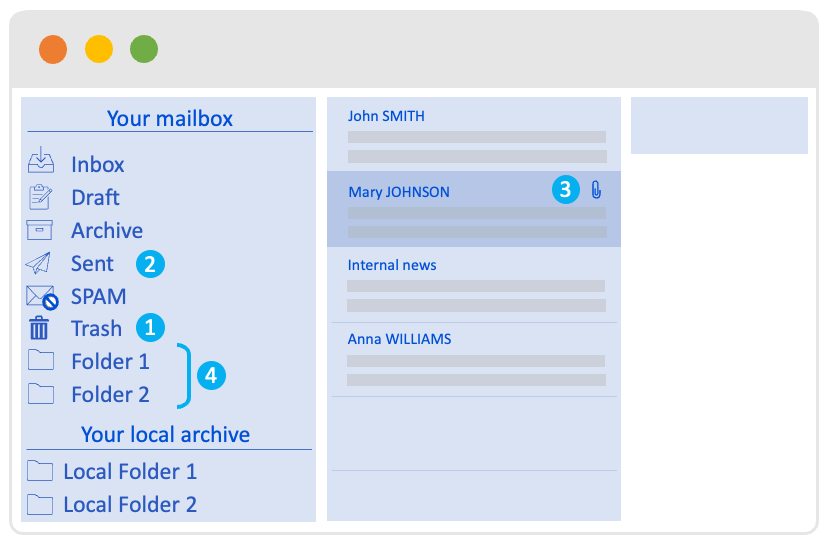 Your mailbox
Inbox
Draft
Archive
Sent 2
SPAM
Trash 1
Folder 1
4
Folder 2
Your local archive
Local Folder 1
Local Folder 2
John SMITH
Mary JOHNSON 3
Internal news
Anna WILLIAMS